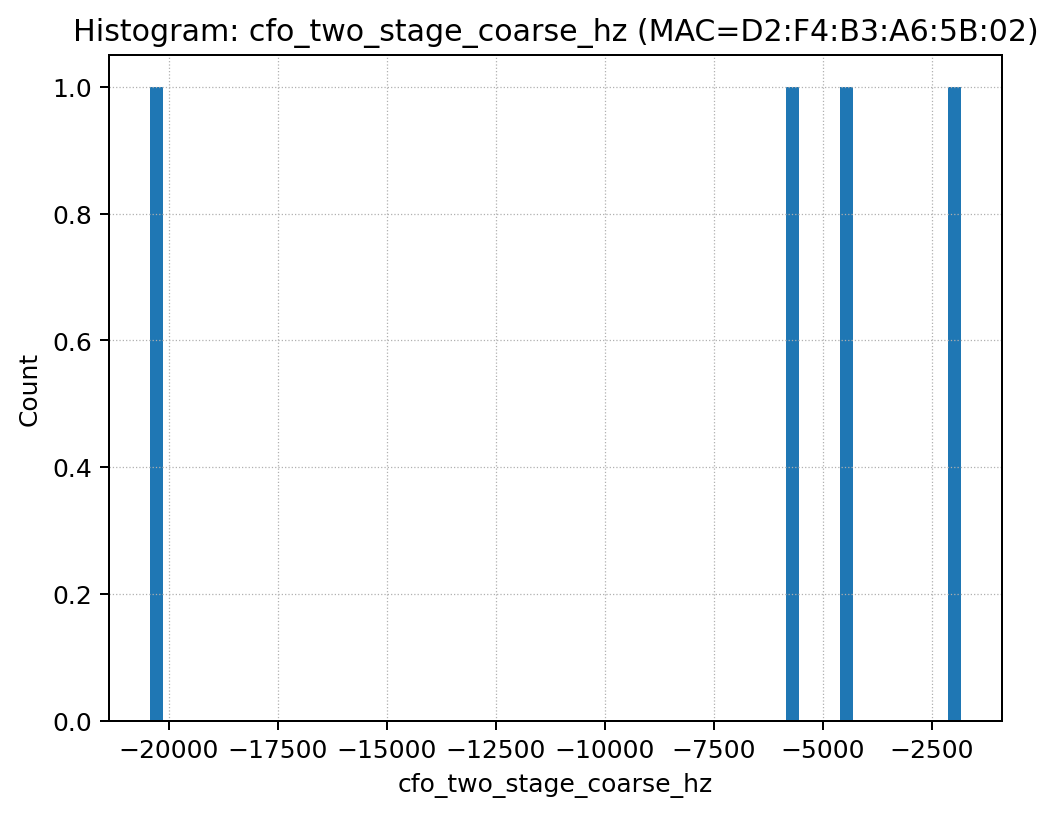 Histogram: cfo_two_stage_coarse_hz (MAC=D2:F4:B3:A6:5B:02)
1.0
0.8
0.6
0.4
0.2
0.0
Count
−20000 −17500 −15000 −12500 −10000 −7500 −5000 −2500
cfo_two_stage_coarse_hz